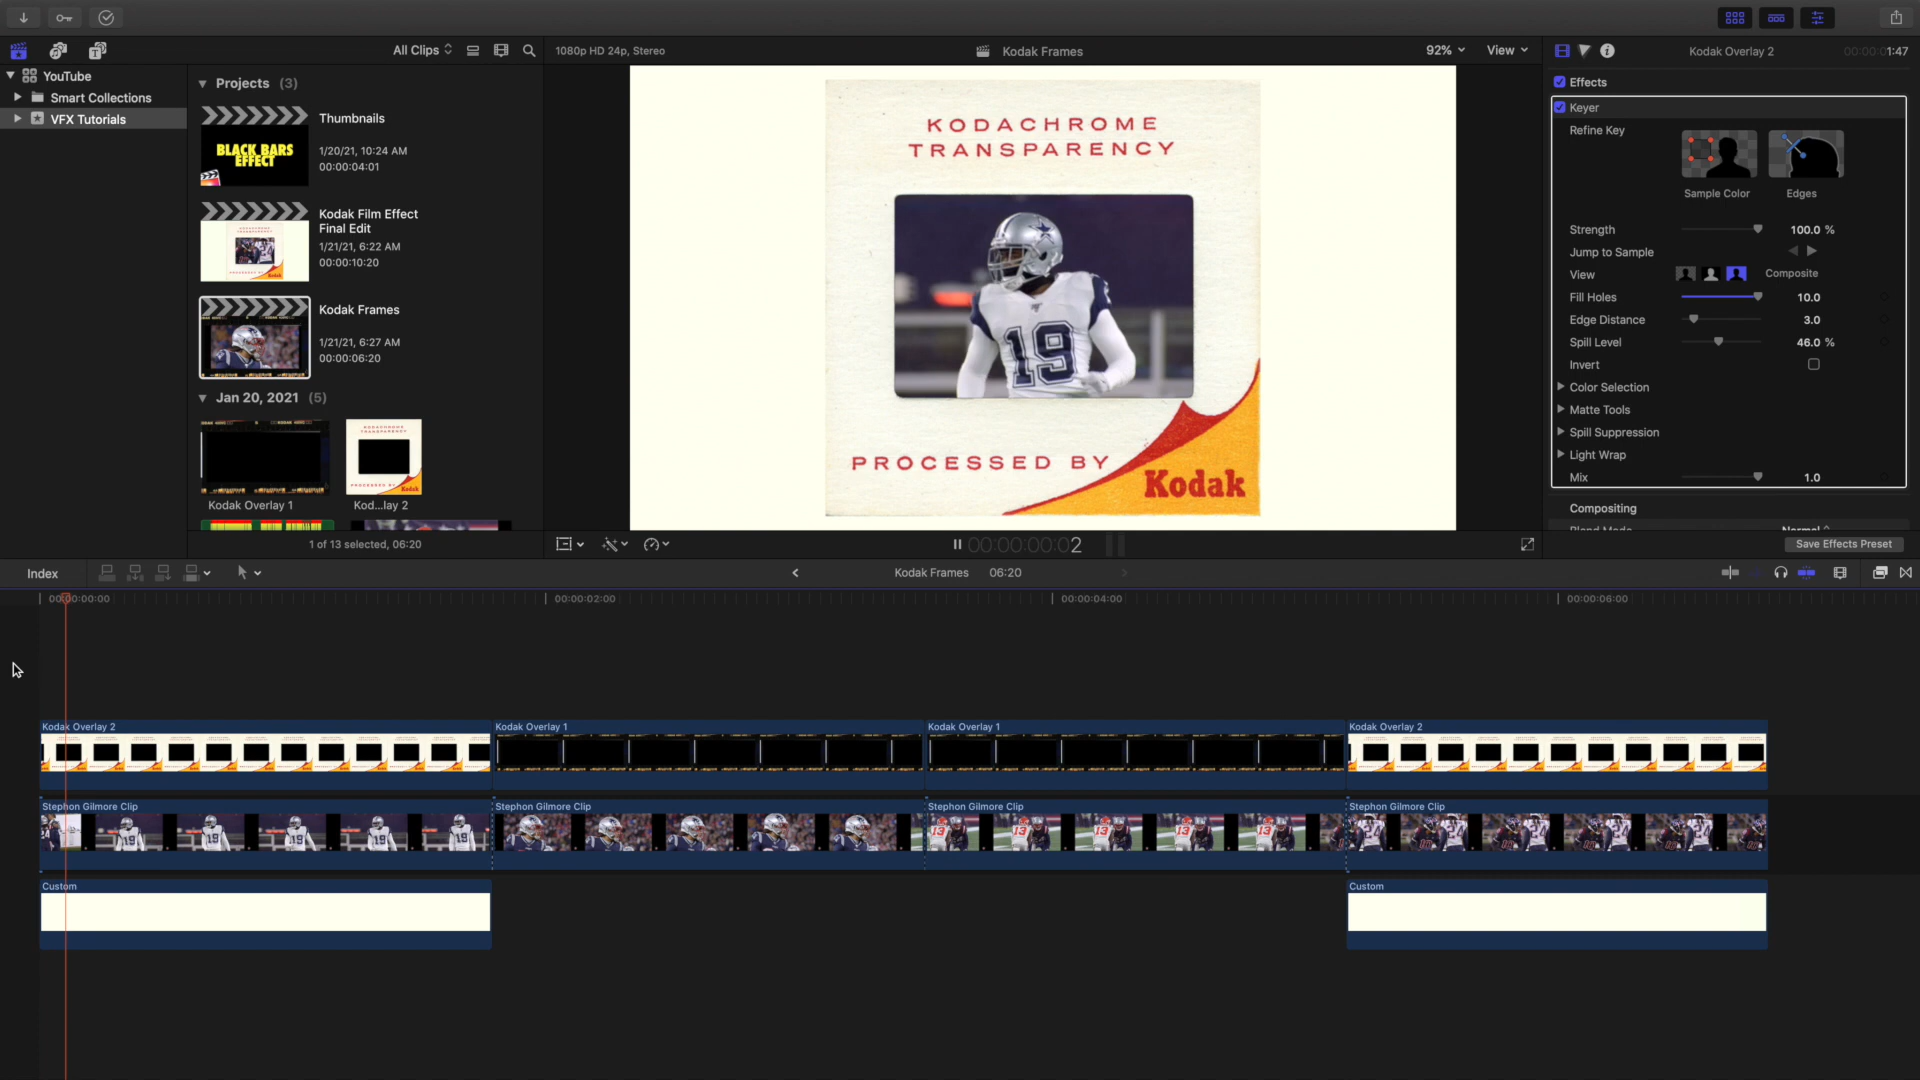 All Clips
1080p HD 24p, Stereo
Kodak Frames
92%
View
Kodak Overlay 2
00:00:01:47
YouTube
Smart Collections
VFX Tutorials
Projects (3)
Thumbnails
1/20/21, 10:24 AM
00:00:04:01
BLACK BARS
EFFECT
Kodak Film Effect
Final Edit
1/21/21, 6:22 AM
00:00:10:20
Kodak Frames
1/21/21, 6:27 AM
00:00:06:20
Jan 20, 2021 (5)
Kodak Overlay 1
Kod...lay 2
1 of 13 selected, 06:20
KODACHROME
TRANSPARENCY
19
PROCESSED BY
Kodak
00:00:00:02
Effects
Keyer
Refine Key
Sample Color
Edges
Strength
100.0 %
Jump to Sample
View
Composite
Fill Holes
10.0
Edge Distance
3.0
Spill Level
46.0 %
Invert
Color Selection
Matte Tools
Spill Suppression
Light Wrap
Mix
1.0
Compositing
Blend Mode
Normal
Save Effects Preset
Index
Kodak Frames
06:20
00:00:00:00
00:00:02:00
00:00:04:00
00:00:06:00
Kodak Overlay 2
Kodak Overlay 1
Kodak Overlay 1
Kodak Overlay 2
Stephon Gilmore Clip
Stephon Gilmore Clip
Stephon Gilmore Clip
Stephon Gilmore Clip
Custom
Custom